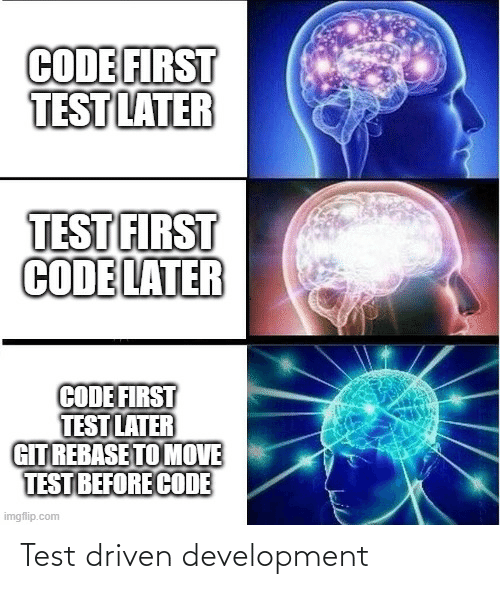 CODE FIRST
TEST LATER
TEST FIRST
CODE LATER
CODE FIRST
TEST LATER
GIT REBASE TO MOVE
TEST BEFORE CODE
imgflip.com
Test driven development